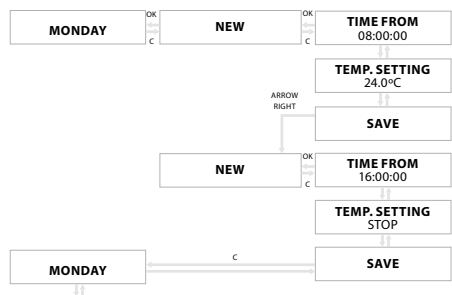 OK
OK
MONDAY
NEW
TIME FROM
08:00:00
C
C
TEMP. SETTING
24.0ºC
ARROW
RIGHT
SAVE
NEW
OK
TIME FROM
16:00:00
C
TEMP. SETTING
STOP
C
MONDAY
SAVE